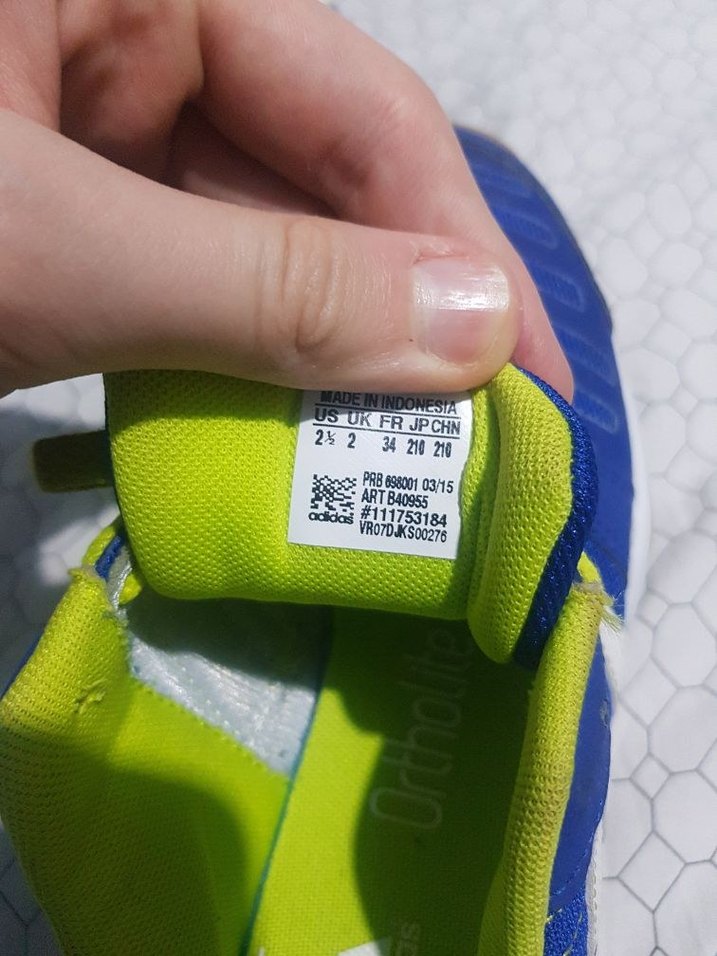 MADE IN INDONESIA
US UK FR JP CHN
2½ 2 34 210 210
PRB 698001 03/15
ART B40955
adidas #111753184
VR07DJKS00276
Ortholite
as